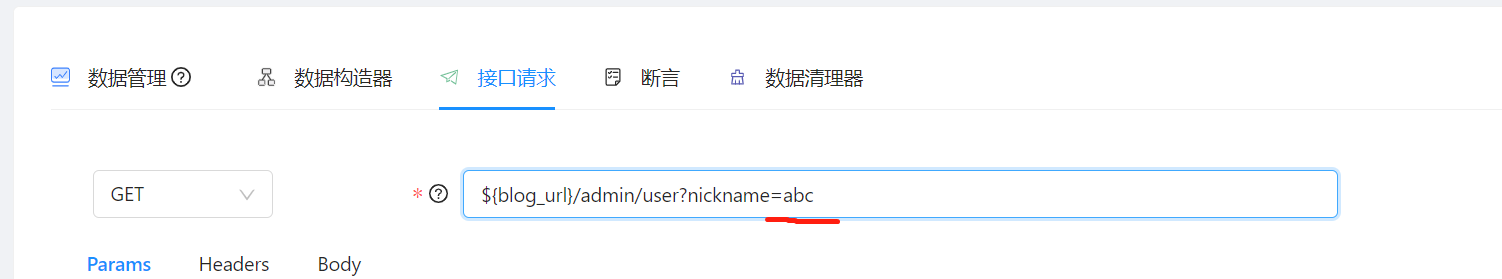 数据管理 数据构造器 接口请求 断言 数据清理器
GET * ${blog_url}/admin/user?nickname=abc
Params Headers Body